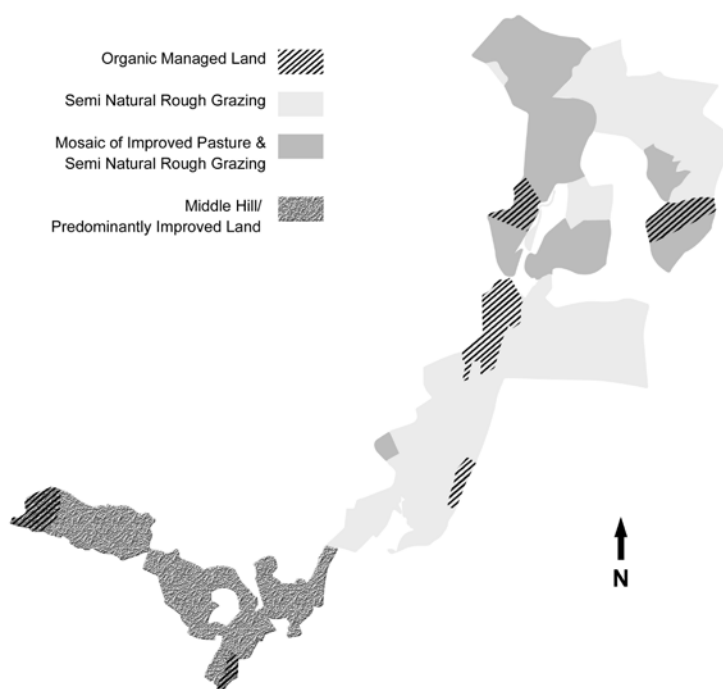 Organic Managed Land
Semi Natural Rough Grazing
Mosaic of Improved Pasture &
Semi Natural Rough Grazing
Middle Hill/
Predominantly Improved Land
N